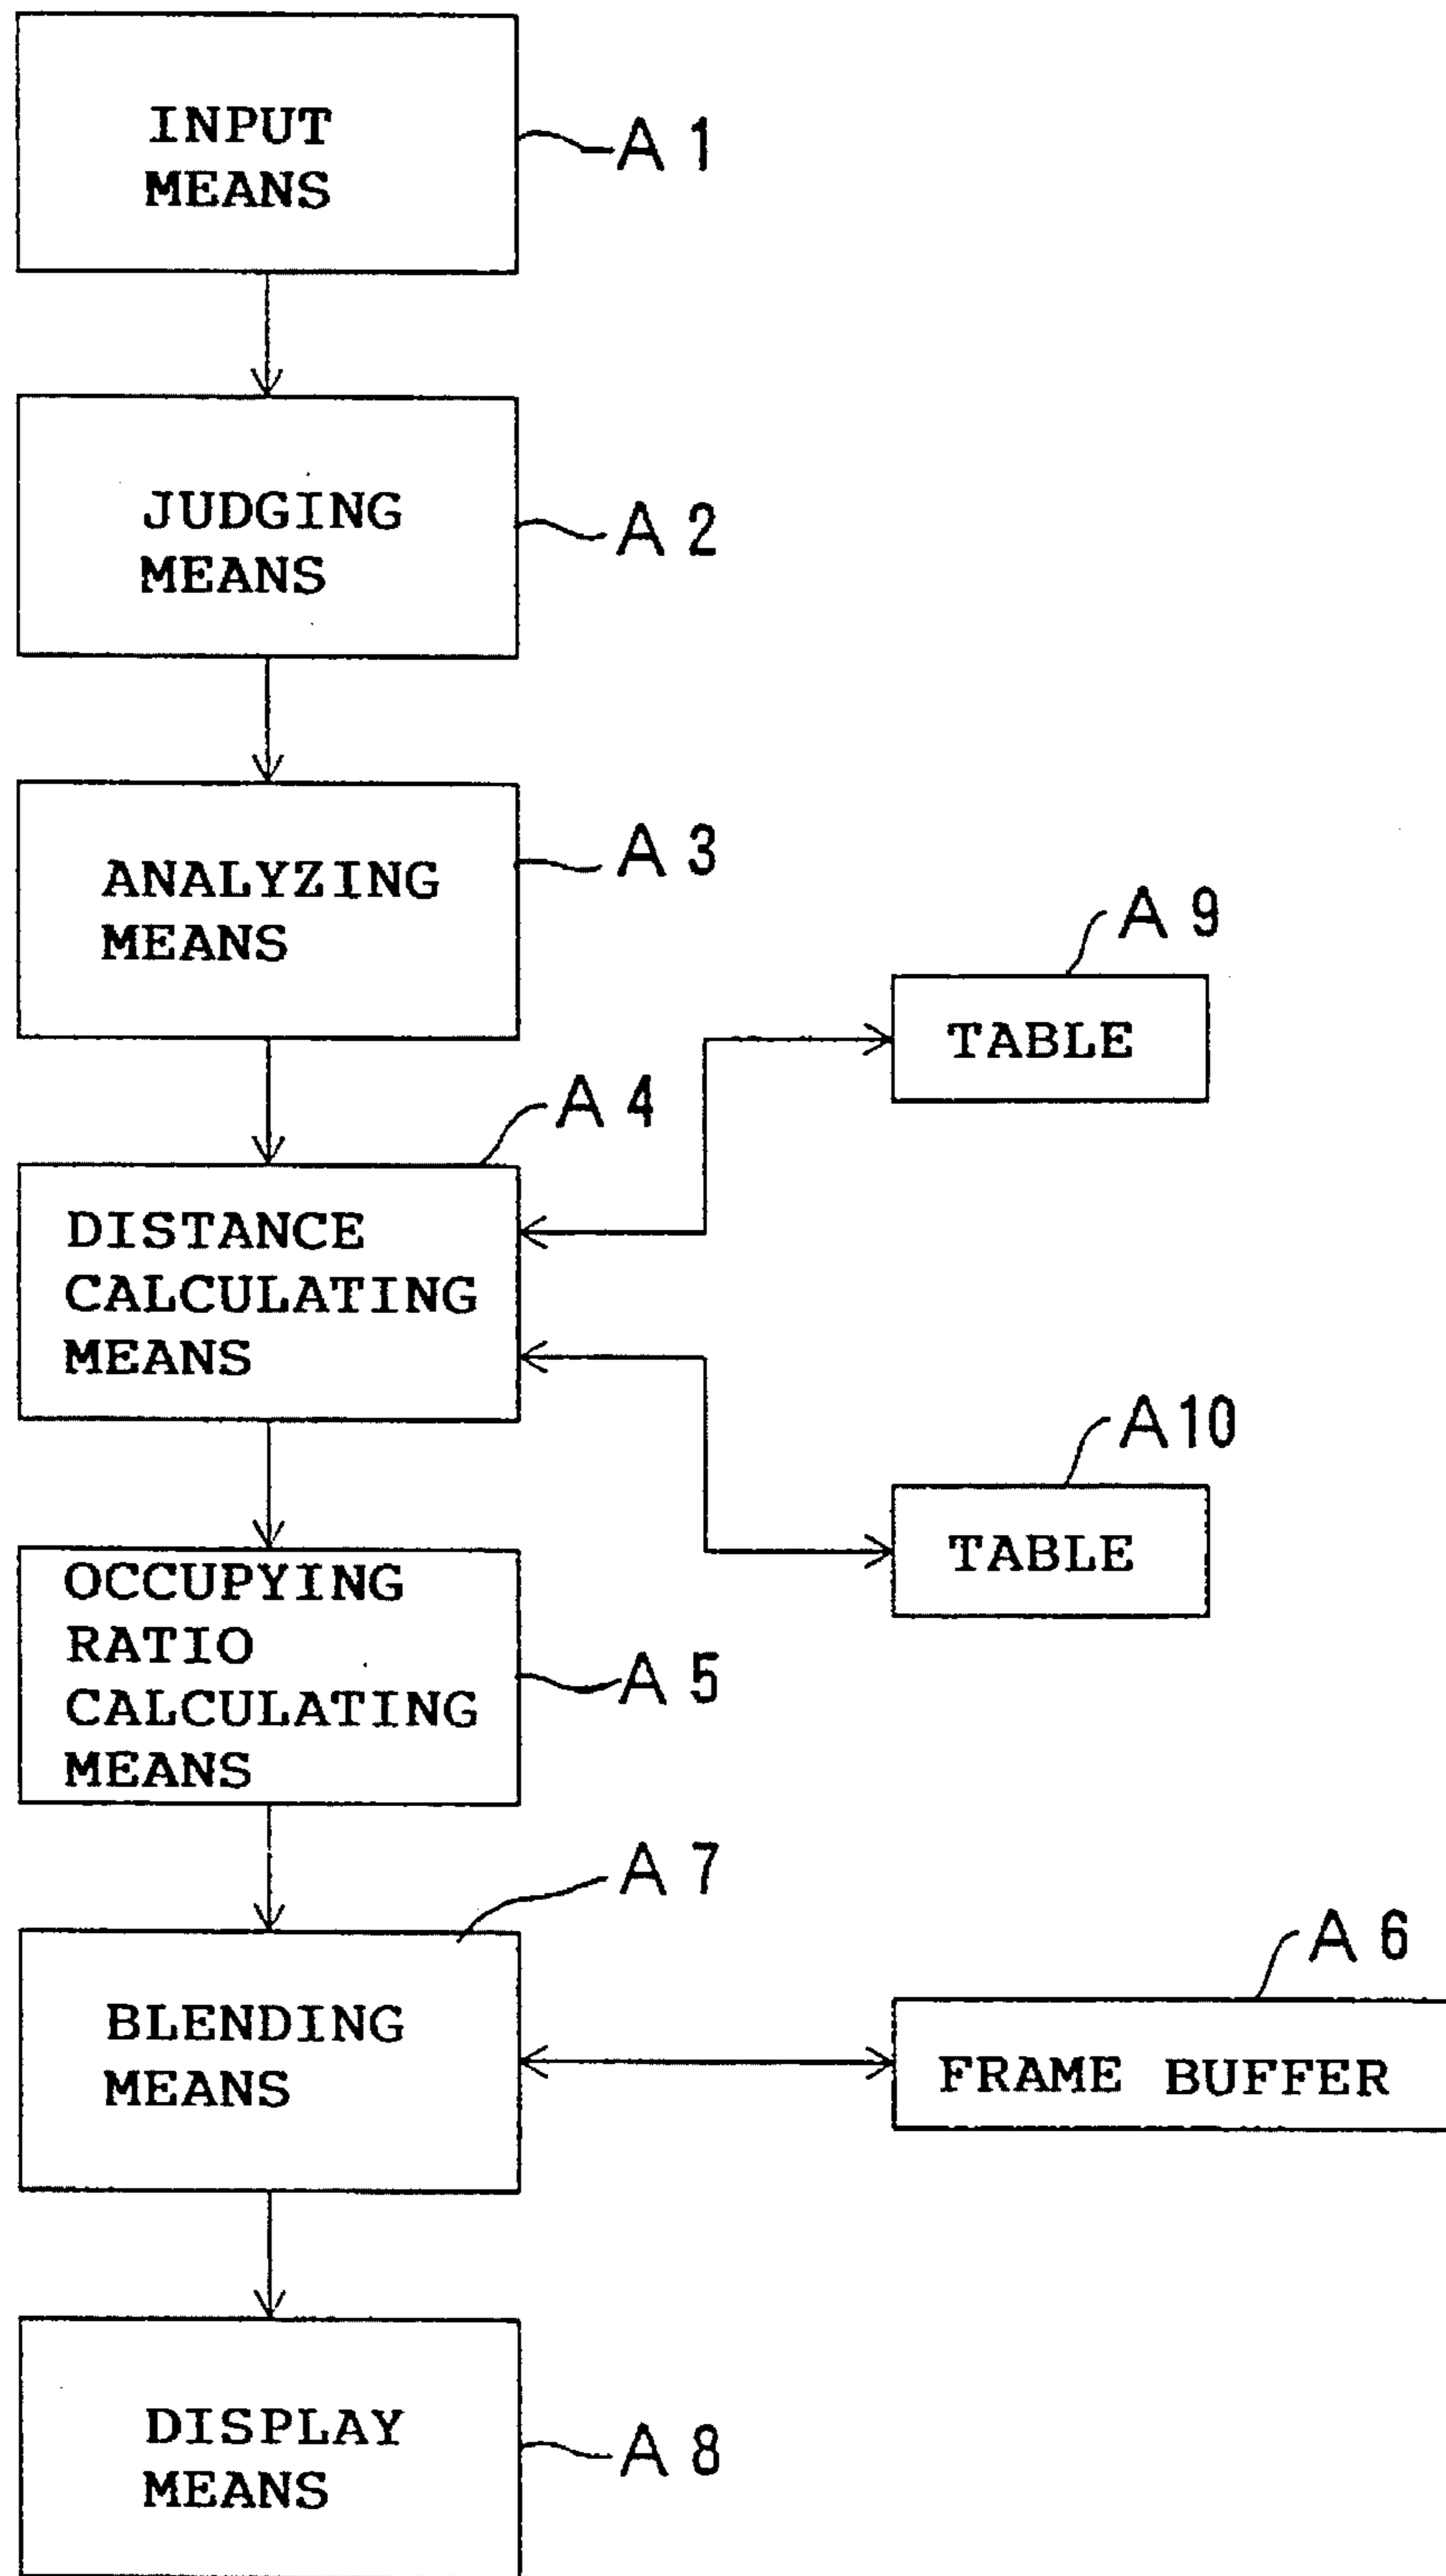 INPUT
MEANS
A 1
JUDGING
MEANS
A 2
ANALYZING
MEANS
A 3
A 9
TABLE
A 4
DISTANCE
CALCULATING
MEANS
A10
TABLE
OCCUPYING
RATIO
CALCULATING
MEANS
A 5
A 7
BLENDING
MEANS
A 6
FRAME BUFFER
DISPLAY
MEANS
A 8